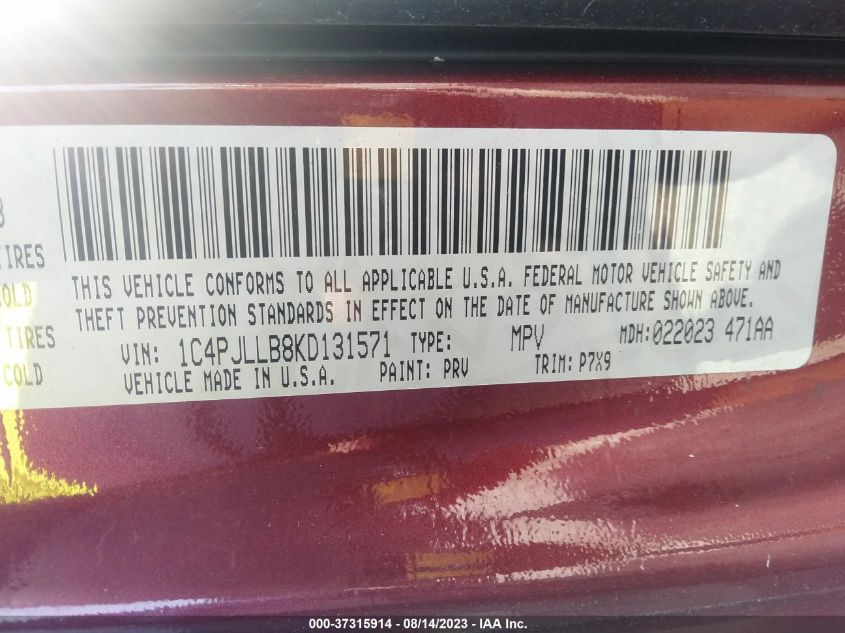 8
TIRES
COLD
TIRES
COLD
THIS VEHICLE CONFORMS TO ALL APPLICABLE U.S.A. FEDERAL MOTOR VEHICLE SAFETY AND
THEFT PREVENTION STANDARDS IN EFFECT ON THE DATE OF MANUFACTURE SHOWN ABOVE.
VIN: 1C4PJLLB8KD131571 TYPE: MPV MDH:022023 471AA
VEHICLE MADE IN U.S.A. PAINT: PRV TRIM: P7X9
000-37315914 — 08/14/2023 — IAA Inc.